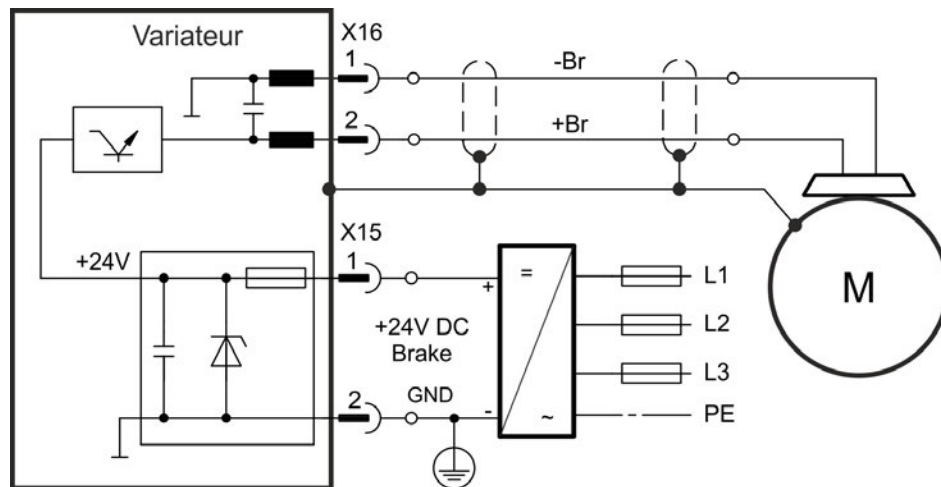 Variateur
X16
1
-Br
2
+Br
+24V
X15
1
+
=
L1
+24V DC
Brake
L2
M
L3
2
GND
-
~
PE